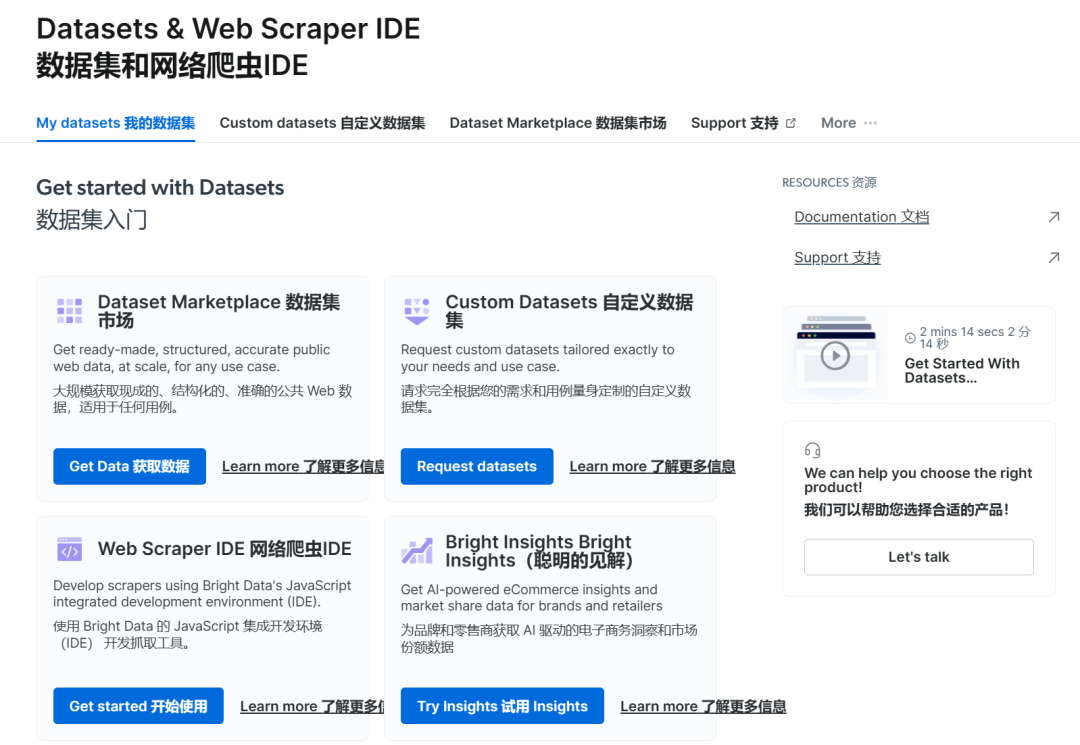 Datasets & Web Scraper IDE
数据集和网络爬虫IDE
My datasets 我的数据集 Custom datasets 自定义数据集 Dataset Marketplace 数据集市场 Support 支持 More ···
Get started with Datasets
数据集入门
Dataset Marketplace 数据集
市场
Get ready-made, structured, accurate public
web data, at scale, for any use case.
大规模获取现成的、结构化的、准确的公共 Web 数
据，适用于任何用例。
Get Data 获取数据 Learn more 了解更多信息
Custom Datasets 自定义数据
集
Request custom datasets tailored exactly to
your needs and use case.
请求完全根据您的需求和用例量身定制的自定义数
据集。
Request datasets Learn more 了解更多信息
Web Scraper IDE 网络爬虫IDE
Develop scrapers using Bright Data's JavaScript
integrated development environment (IDE).
使用 Bright Data 的 JavaScript 集成开发环境
（IDE） 开发抓取工具。
Get started 开始使用 Learn more 了解更多
Bright Insights Bright
Insights（聪明的见解）
Get AI-powered eCommerce insights and
market share data for brands and retailers
为品牌和零售商获取 AI 驱动的电子商务洞察和市场
份额数据
Try Insights 试用 Insights Learn more 了解更多信息
RESOURCES 资源
Documentation 文档
Support 支持
2 mins 14 secs 2 分
14 秒
Get Started With
Datasets...
We can help you choose the right
product!
我们可以帮助您选择合适的产品！
Let's talk